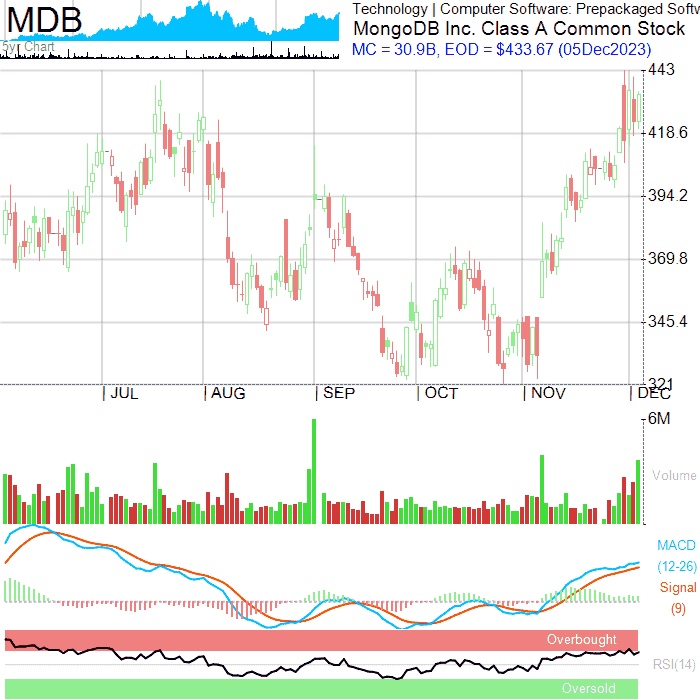 MDB
5yr Chart
Technology | Computer Software: Prepackaged Softw
MongoDB Inc. Class A Common Stock
MC = 30.9B, EOD = $433.67 (05Dec2023)
443
418.6
394.2
369.8
345.4
321
JUL
AUG
SEP
OCT
NOV
DEC
6M
Volume
MACD
(12-26)
Signal
(9)
Overbought
RSI(14)
Oversold